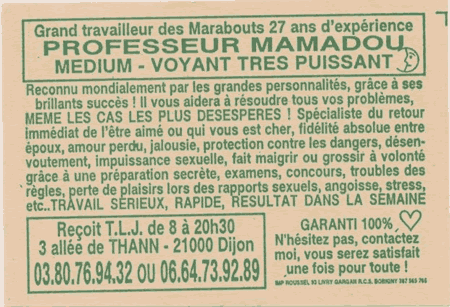 Grand travailleur des Marabouts 27 ans d'expérience
PROFESSEUR MAMADOU
MEDIUM - VOYANT TRES PUISSANT
Reconnu mondialement par les grandes personnalités, grâce à ses
brillants succès ! Il vous aidera à résoudre tous vos problèmes,
MEME LES CAS LES PLUS DESESPERES ! Spécialiste du retour
immédiat de l'être aimé ou qui vous est cher, fidélité absolue entre
époux, amour perdu, jalousie, protection contre les dangers, désen-
voutement, impuissance sexuelle, fait maigrir ou grossir à volonté
grâce à une préparation secrète, examens, concours, troubles des
règles, perte de plaisirs lors des rapports sexuels, angoisse, stress,
etc..TRAVAIL SERIEUX, RAPIDE, RESULTAT DANS LA SEMAINE
Reçoit T.L.J. de 8 à 20h30
3 allée de THANN - 21000 Dijon
03.80.76.94.32 ou 06.64.73.92.89
GARANTI 100%
N'hésitez pas, contactez
moi, vous serez satisfait
une fois pour toute !
ROUSSEL 93 LIVRY GARGAN R.C.S. BOBIGNY